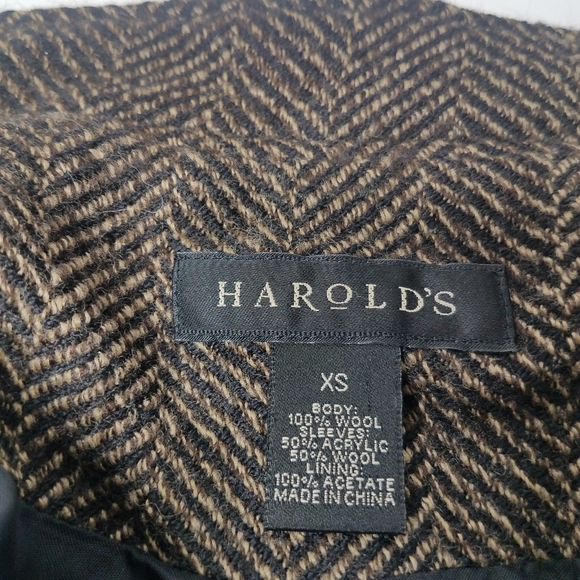 HAROLD'S
XS
BODY:
100% WOOL
SLEEVES:
50% ACRYLIC
50% WOOL
LINING:
100% ACETATE
MADE IN CHINA